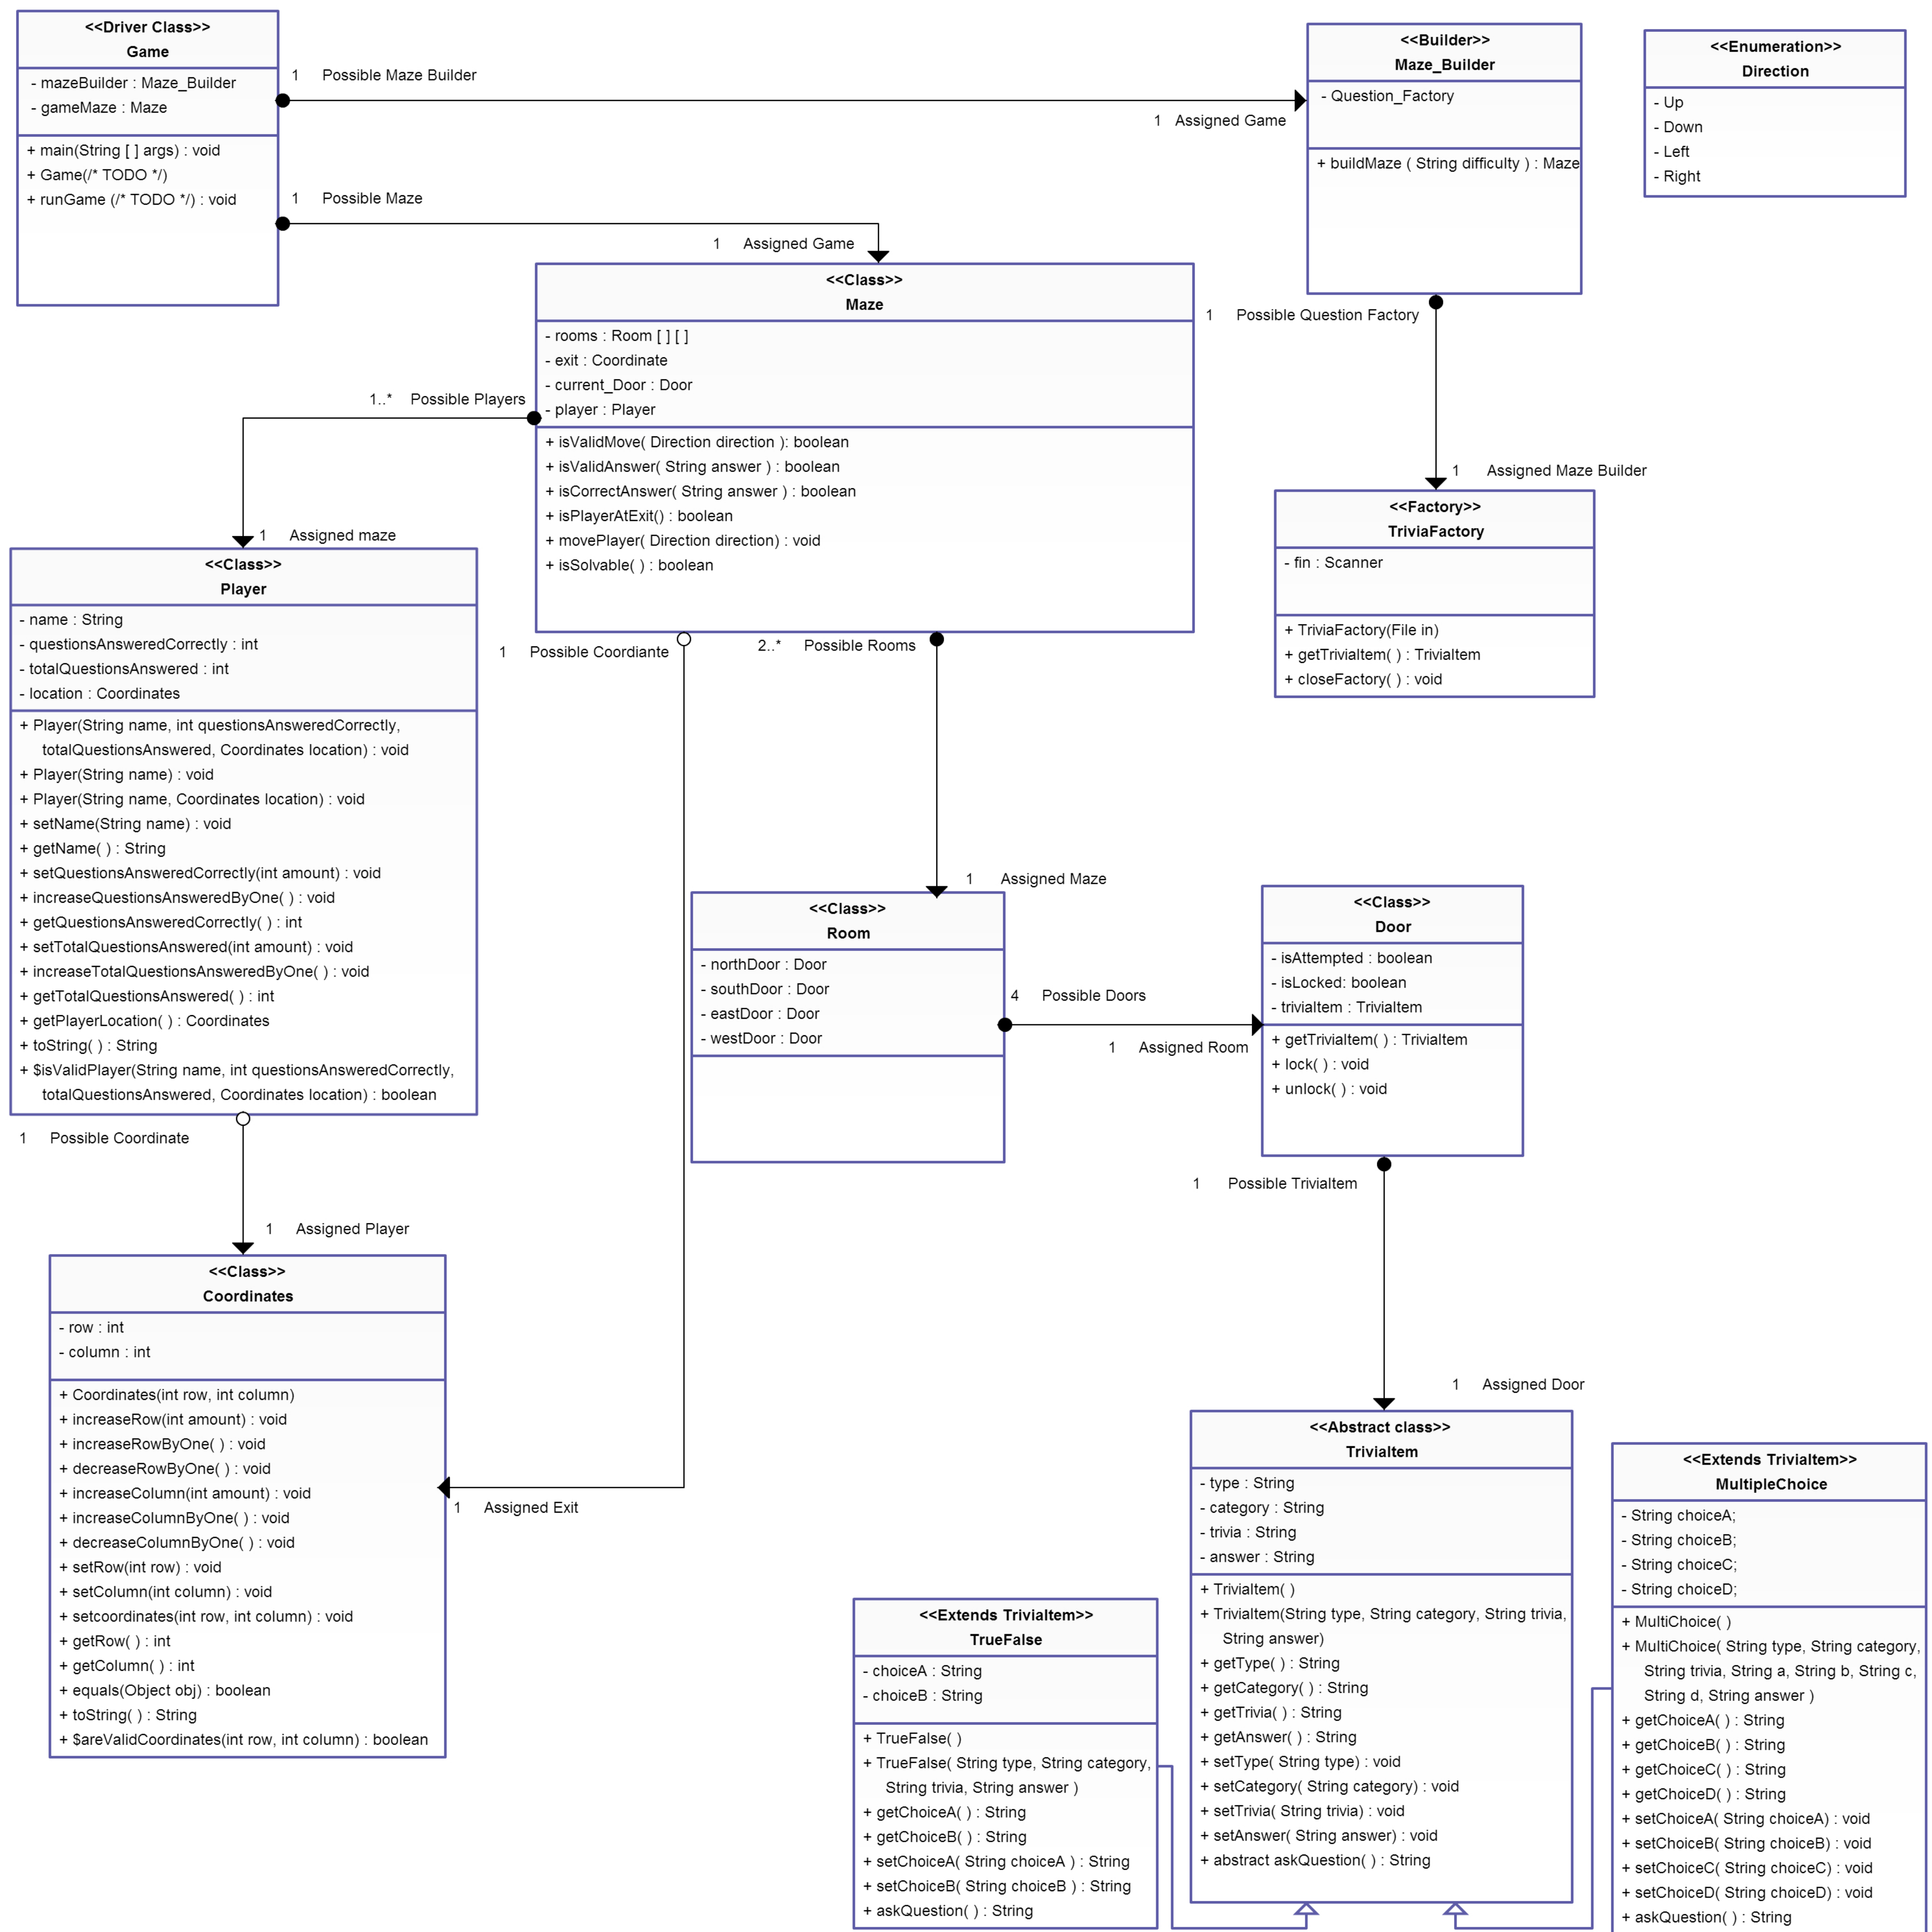 <<Driver Class>>
Game
- mazeBuilder : Maze_Builder
- gameMaze : Maze
+ main(String [ ] args) : void
+ Game(/* TODO */)
+ runGame (/* TODO */) : void
1 Possible Maze Builder
1 Assigned Game
<<Builder>>
Maze_Builder
- Question_Factory
+ buildMaze ( String difficulty ) : Maze
<<Enumeration>>
Direction
- Up
- Down
- Left
- Right
1 Possible Maze
1 Assigned Game
<<Class>>
Maze
- rooms : Room [ ] [ ]
- exit : Coordinate
- current_Door : Door
- player : Player
+ isValidMove( Direction direction ): boolean
+ isValidAnswer( String answer ) : boolean
+ isCorrectAnswer( String answer ) : boolean
+ isPlayerAtExit() : boolean
+ movePlayer( Direction direction) : void
+ isSolvable( ) : boolean
1 Possible Question Factory
1 Assigned Maze Builder
<<Factory>>
TriviaFactory
- fin : Scanner
+ TriviaFactory(File in)
+ getTriviaItem( ) : TriviaItem
+ closeFactory( ) : void
1..* Possible Players
1 Assigned maze
<<Class>>
Player
- name : String
- questionsAnsweredCorrectly : int
- totalQuestionsAnswered : int
- location : Coordinates
+ Player(String name, int questionsAnsweredCorrectly,
totalQuestionsAnswered, Coordinates location) : void
+ Player(String name) : void
+ Player(String name, Coordinates location) : void
+ setName(String name) : void
+ getName( ) : String
+ setQuestionsAnsweredCorrectly(int amount) : void
+ increaseQuestionsAnsweredByOne( ) : void
+ getQuestionsAnsweredCorrectly( ) : int
+ setTotalQuestionsAnswered(int amount) : void
+ increaseTotalQuestionsAnsweredByOne( ) : void
+ getTotalQuestionsAnswered( ) : int
+ getPlayerLocation( ) : Coordinates
+ toString( ) : String
+ $isValidPlayer(String name, int questionsAnsweredCorrectly,
totalQuestionsAnswered, Coordinates location) : boolean
1 Possible Coordiante
2..* Possible Rooms
1 Assigned Maze
<<Class>>
Room
- northDoor : Door
- southDoor : Door
- eastDoor : Door
- westDoor : Door
4 Possible Doors
1 Assigned Room
<<Class>>
Door
- isAttempted : boolean
- isLocked: boolean
- triviaItem : TriviaItem
+ getTriviaItem( ) : TriviaItem
+ lock( ) : void
+ unlock( ) : void
1 Possible Coordinate
1 Assigned Player
<<Class>>
Coordinates
- row : int
- column : int
+ Coordinates(int row, int column)
+ increaseRow(int amount) : void
+ increaseRowByOne( ) : void
+ decreaseRowByOne( ) : void
+ increaseColumn(int amount) : void
+ increaseColumnByOne( ) : void
+ decreaseColumnByOne( ) : void
+ setRow(int row) : void
+ setColumn(int column) : void
+ setcoordinates(int row, int column) : void
+ getRow( ) : int
+ getColumn( ) : int
+ equals(Object obj) : boolean
+ toString( ) : String
+ $areValidCoordinates(int row, int column) : boolean
1 Assigned Exit
1 Possible TriviaItem
1 Assigned Door
<<Abstract class>>
TriviaItem
- type : String
- category : String
- trivia : String
- answer : String
+ TriviaItem( )
+ TriviaItem(String type, String category, String trivia,
String answer)
+ getType( ) : String
+ getCategory( ) : String
+ getTrivia( ) : String
+ getAnswer( ) : String
+ setType( String type) : void
+ setCategory( String category) : void
+ setTrivia( String trivia) : void
+ setAnswer( String answer) : void
+ abstract askQuestion( ) : String
<<Extends TriviaItem>>
TrueFalse
- choiceA : String
- choiceB : String
+ TrueFalse( )
+ TrueFalse( String type, String category,
String trivia, String answer )
+ getChoiceA( ) : String
+ getChoiceB( ) : String
+ setChoiceA( String choiceA ) : String
+ setChoiceB( String choiceB ) : String
+ askQuestion( ) : String
<<Extends TriviaItem>>
MultipleChoice
- String choiceA;
- String choiceB;
- String choiceC;
- String choiceD;
+ MultiChoice( )
+ MultiChoice( String type, String category,
String trivia, String a, String b, String c,
String d, String answer )
+ getChoiceA( ) : String
+ getChoiceB( ) : String
+ getChoiceC( ) : String
+ getChoiceD( ) : String
+ setChoiceA( String choiceA) : void
+ setChoiceB( String choiceB) : void
+ setChoiceC( String choiceC) : void
+ setChoiceD( String choiceD) : void
+ askQuestion( ) : String